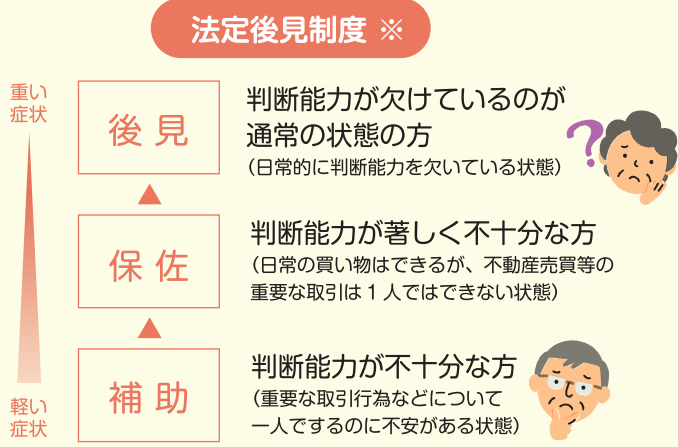 法定後見制度 ※
重い
症状
後見
判断能力が欠けているのが
通常の状態の方
（日常的に判断能力を欠いている状態）
?
保佐
判断能力が著しく不十分な方
（日常の買い物はできるが、不動産売買等の
重要な取引は1人ではできない状態）
補助
判断能力が不十分な方
（重要な取引行為などについて
一人でするのに不安がある状態）
軽い
症状